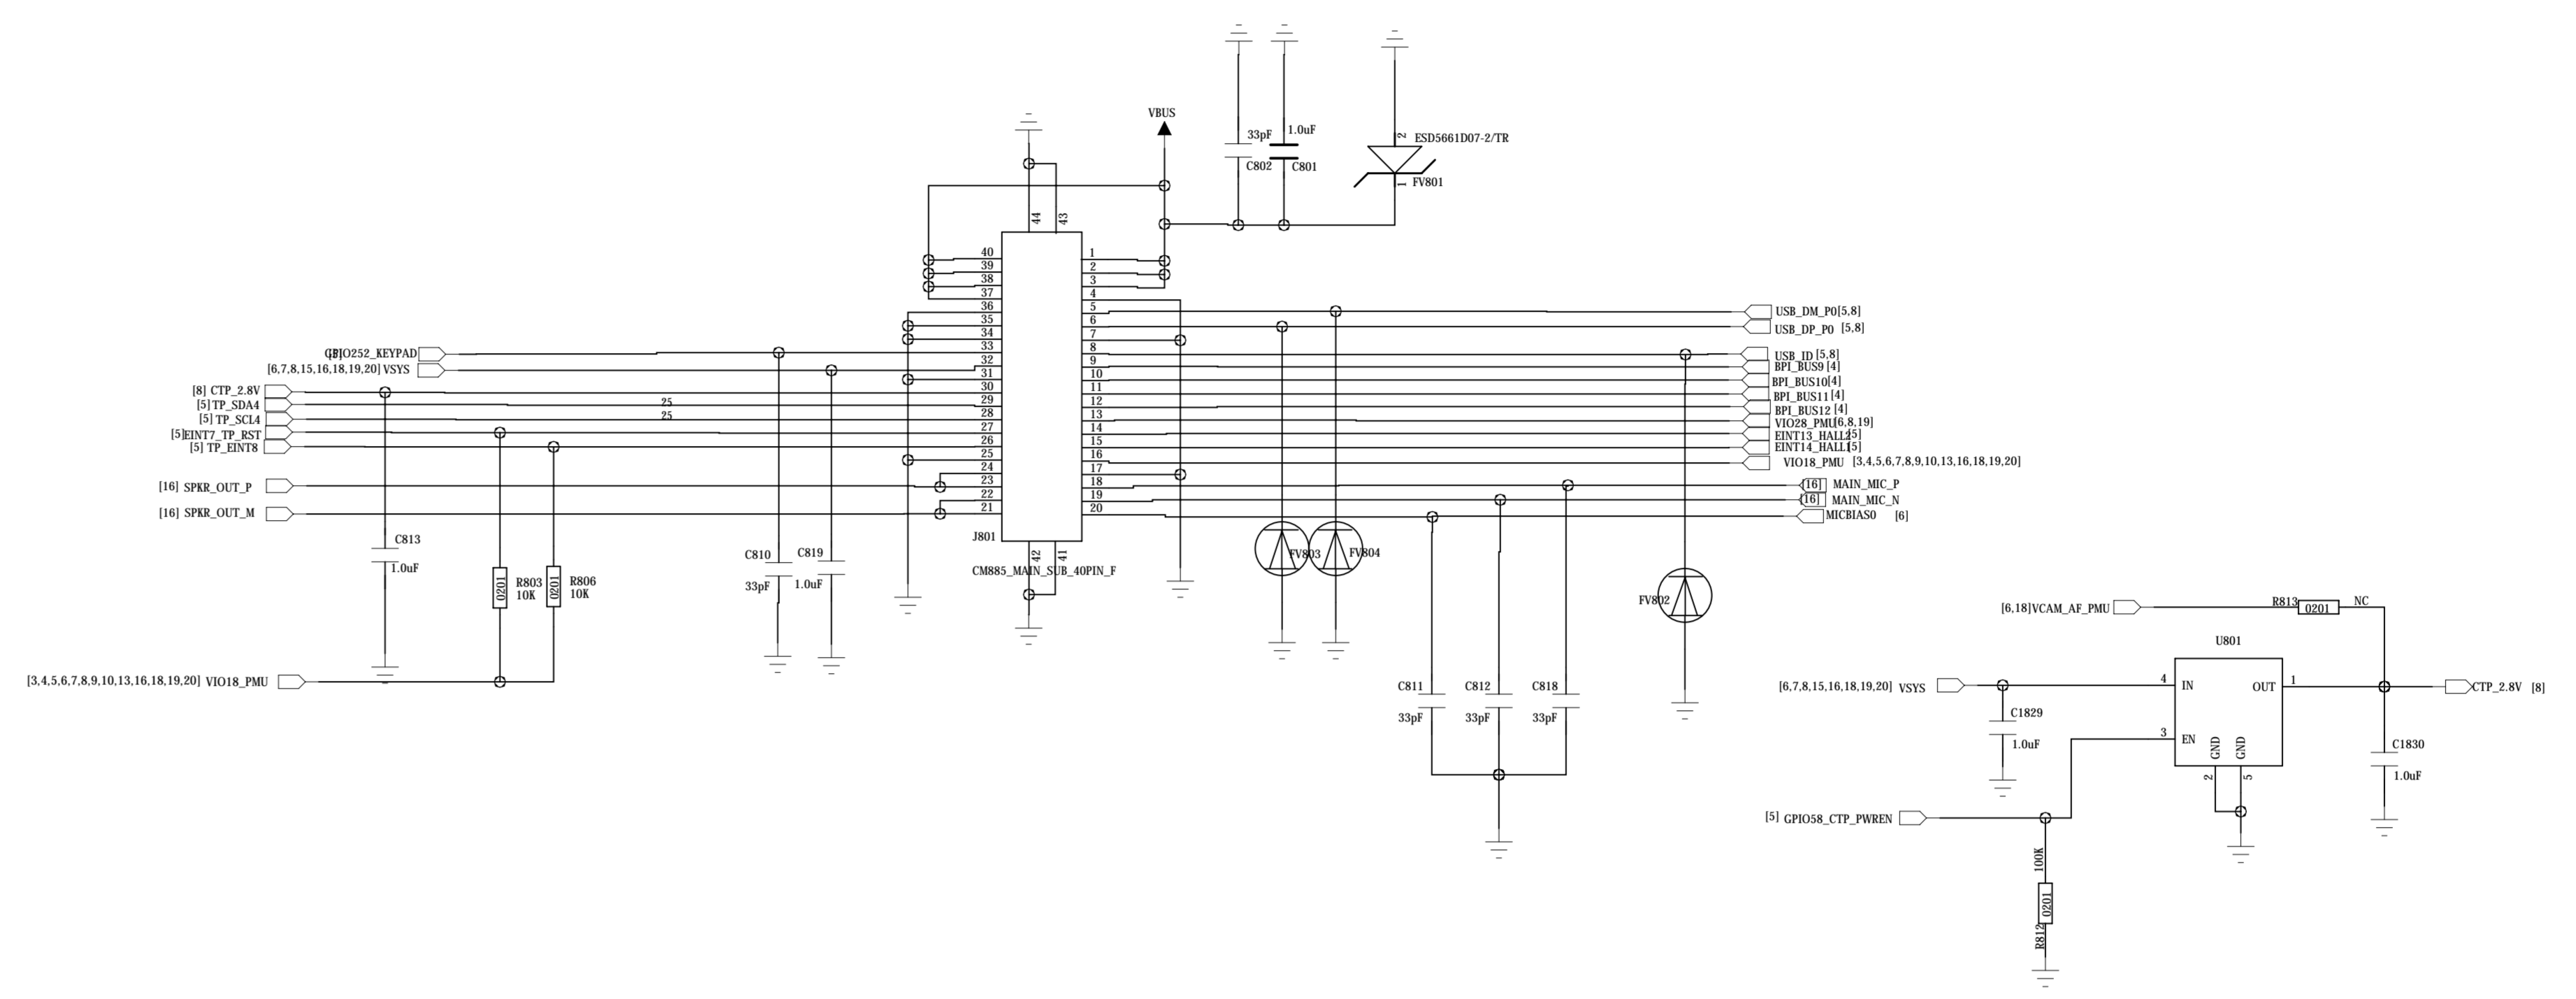 VBUS
33pF
1.0uF
C802
C801
2
ESD5661D07-2/TR
1
FV801
44
43
40
39
38
37
36
35
34
33
32
31
30
29
28
27
26
25
24
23
22
21
1
2
3
4
5
6
7
8
9
10
11
12
13
14
15
16
17
18
19
20
42
41
J801
CM885_MAIN_SUB_40PIN_F
GPIO252_KEYPAD
[6,7,8,15,16,18,19,20] VSYS
[8] CTP_2.8V
[5] TP_SDA4
25
[5] TP_SCL4
25
[5]EINT7_TP_RST
[5] TP_EINT8
[16] SPKR_OUT_P
[16] SPKR_OUT_M
C813
1.0uF
0201
R803
10K
0201
R806
10K
C810
33pF
C819
1.0uF
[3,4,5,6,7,8,9,10,13,16,18,19,20] VIO18_PMU
USB_DM_P0[5,8]
USB_DP_P0 [5,8]
USB_ID [5,8]
BPI_BUS9 [4]
BPI_BUS10[4]
BPI_BUS11 [4]
BPI_BUS12 [4]
VIO28_PMU[6,8,19]
EINT13_HALL2[5]
EINT14_HALL1[5]
VIO18_PMU [3,4,5,6,7,8,9,10,13,16,18,19,20]
[16] MAIN_MIC_P
[16] MAIN_MIC_N
MICBIAS0 [6]
FV803
FV804
FV802
C811
33pF
C812
33pF
C818
33pF
[6,18]VCAM_AF_PMU
R813
0201
NC
U801
[6,7,8,15,16,18,19,20] VSYS
4
IN
OUT
1
CTP_2.8V [8]
C1829
1.0uF
3
EN
GND
GND
2
5
C1830
1.0uF
[5] GPIO58_CTP_PWREN
100K
0201
R812